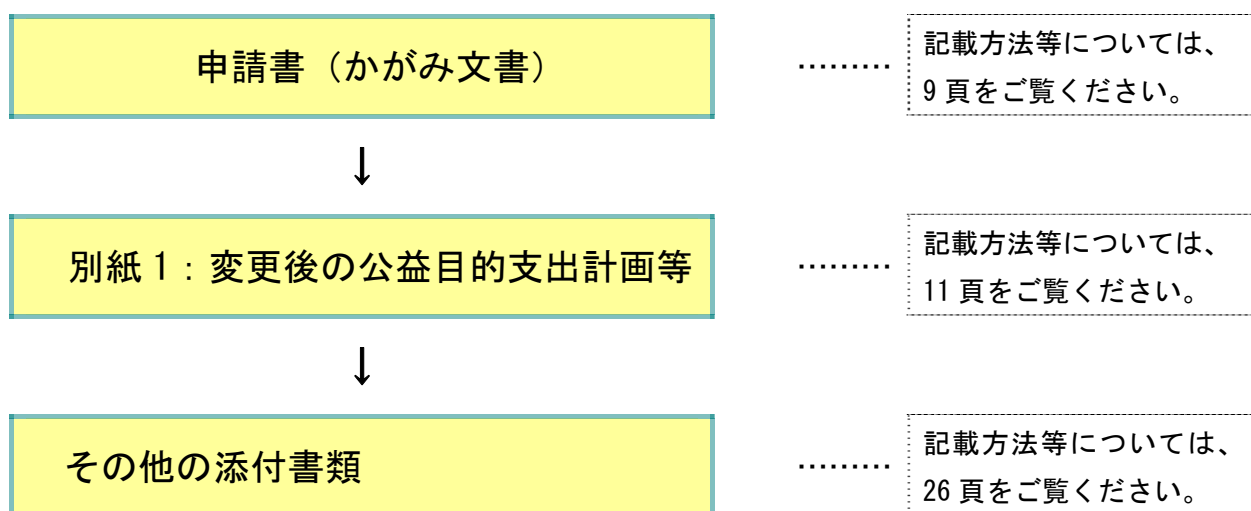 申請書（かがみ文書）
………
記載方法等については、
9頁をご覧ください。
↓
別紙1：変更後の公益目的支出計画等
………
記載方法等については、
11頁をご覧ください。
↓
その他の添付書類
………
記載方法等については、
26頁をご覧ください。